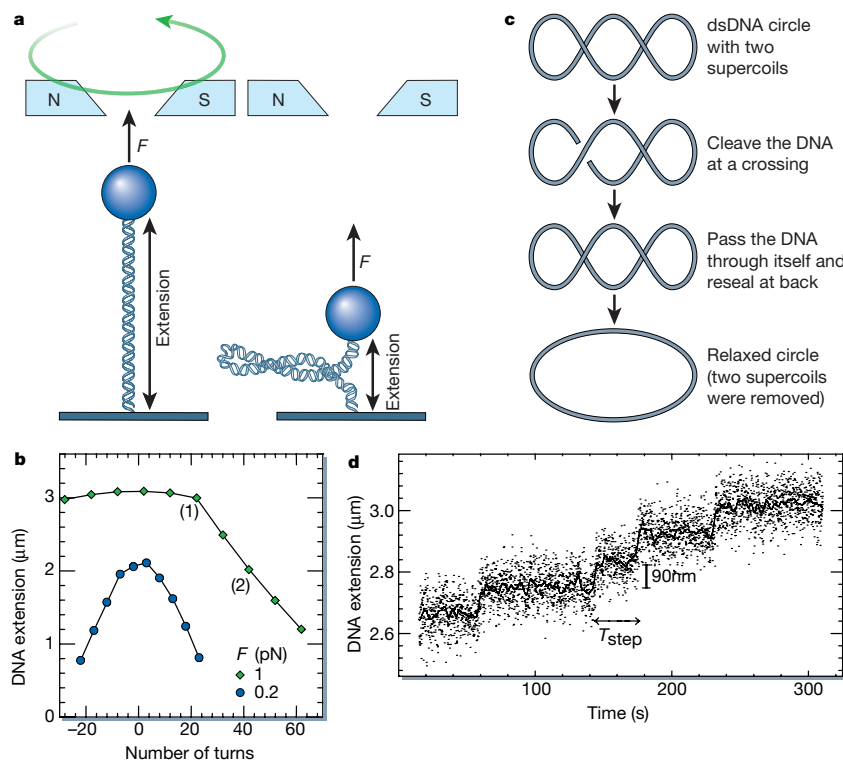 a
N
S
N
S
F
Extension
F
Extension
c
dsDNA circle
with two
supercoils
Cleave the DNA
at a crossing
Pass the DNA
through itself and
reseal at back
Relaxed circle
(two supercoils
were removed)
b
DNA extension (μm)
3
2
1
0
(1)
(2)
F (pN)
1
0.2
−20
0
20
40
60
Number of turns
d
DNA extension (μm)
3.0
2.8
2.6
90nm
Tstep
100
200
300
Time (s)